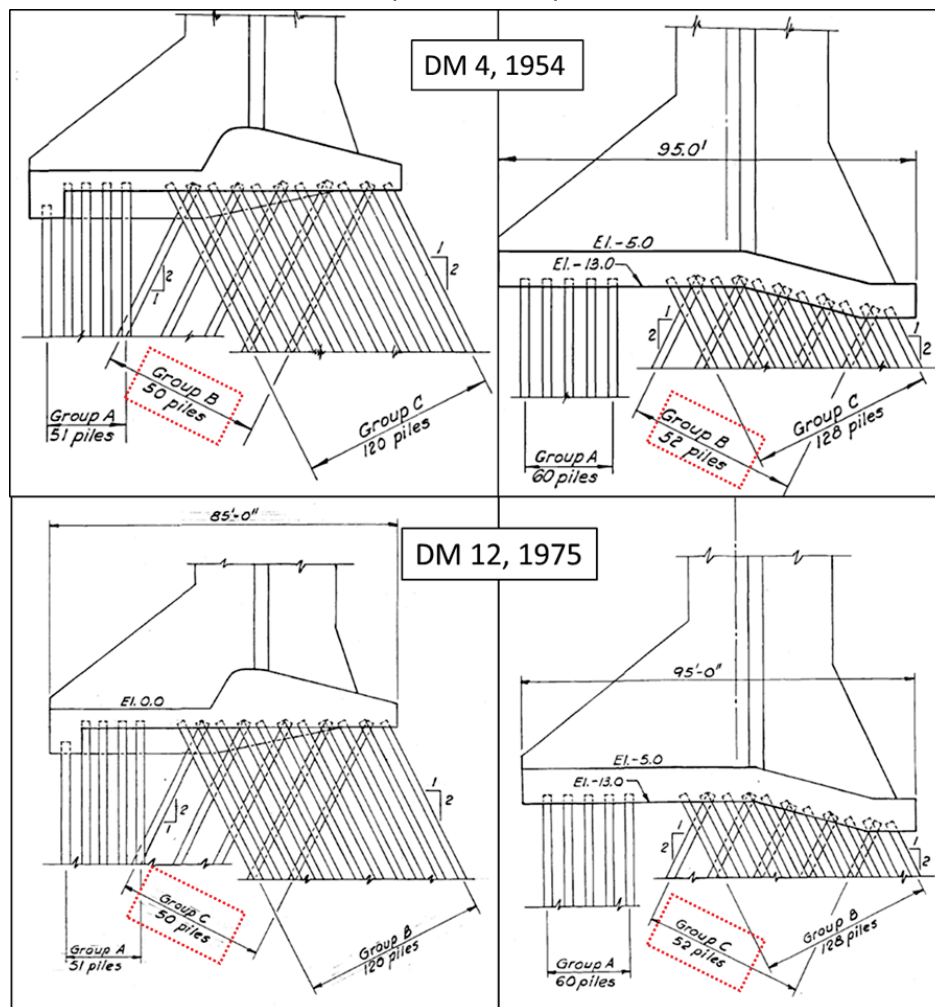 DM 4, 1954
1
2
2
1
Group B
50 piles
Group A
51 piles
Group C
120 piles
95.0'
El.-5.0
El.-13.0
1
2
1
2
Group B
52 piles
Group C
128 piles
Group A
60 piles
DM 12, 1975
85'-0"
El. 0.0
1
2
2
1
Group C
50 piles
Group A
51 piles
Group B
120 piles
95'-0"
El.-5.0
El.-13.0
1
2
1
2
Group C
52 piles
Group B
128 piles
Group A
60 piles